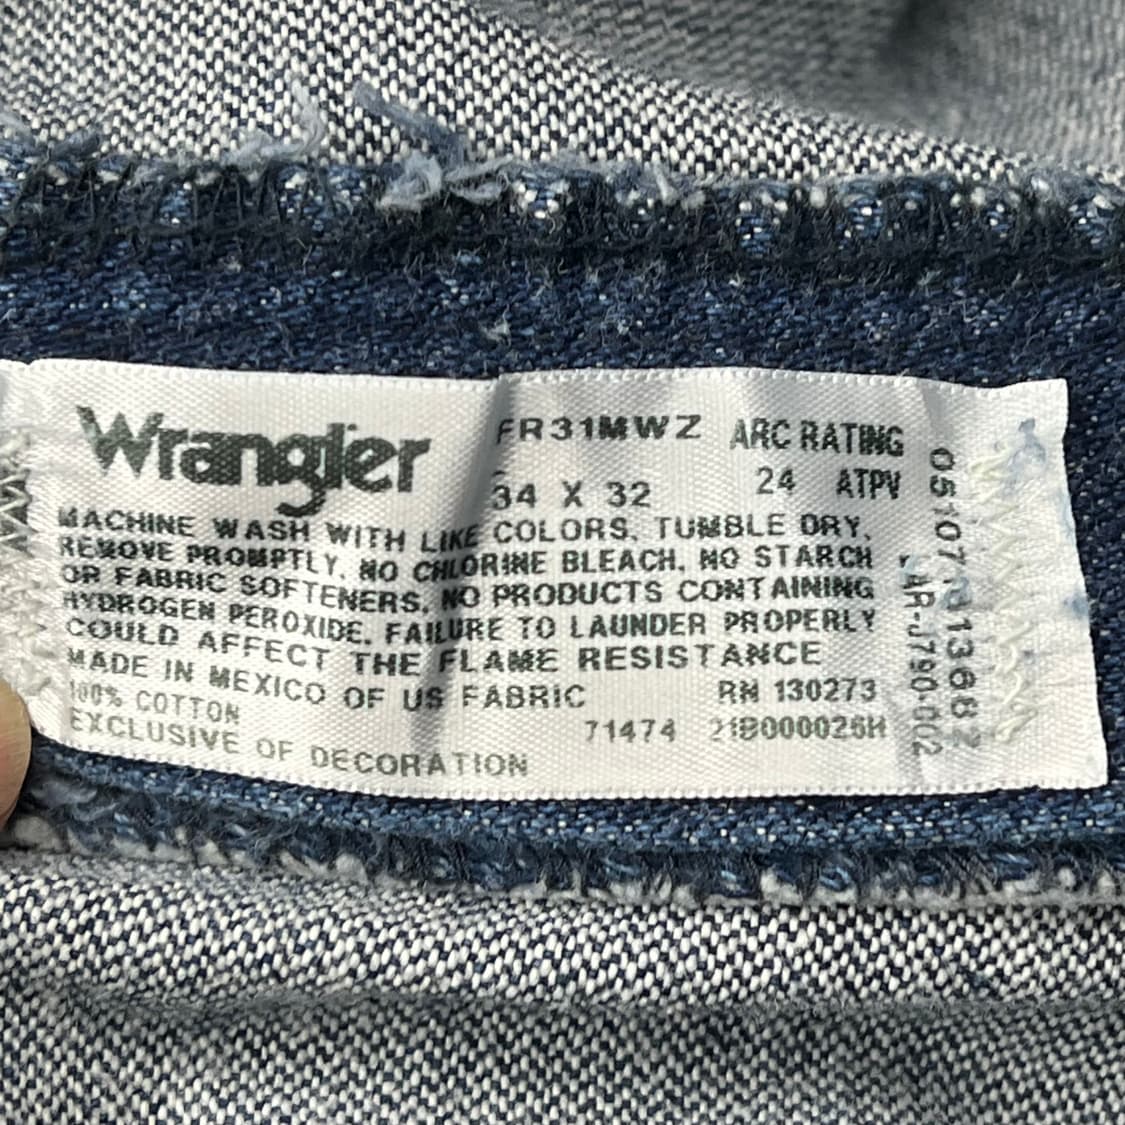 Wrangler
FR31MWZ
ARC RATING
34 X 32
24 ATPV
MACHINE WASH WITH LIKE COLORS. TUMBLE DRY,
REMOVE PROMPTLY. NO CHLORINE BLEACH. NO STARCH
OR FABRIC SOFTENERS. NO PRODUCTS CONTAINING
HYDROGEN PEROXIDE. FAILURE TO LAUNDER PROPERLY
COULD AFFECT THE FLAME RESISTANCE
MADE IN MEXICO OF US FABRIC
RN 130273
100% COTTON
71474 21B000026H
EXCLUSIVE OF DECORATION